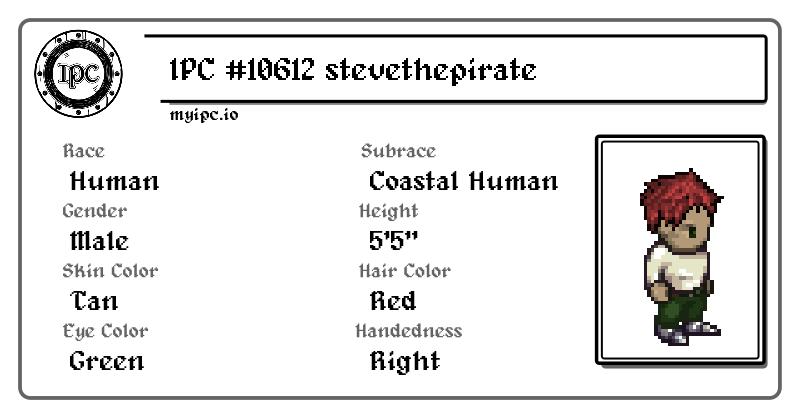 IPC
IPC #10612 stevethepirate
myipc.io
Race
Human
Subrace
Coastal Human
Gender
Male
Height
5'5"
Skin Color
Tan
Hair Color
Red
Eye Color
Green
Handedness
Right